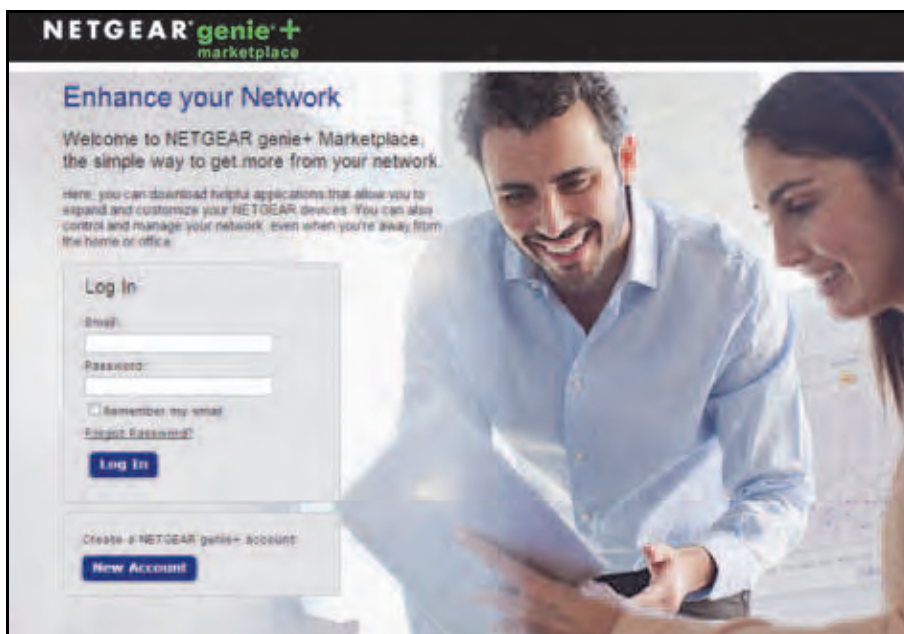 NETGEAR genie+
marketplace
Enhance your Network
Welcome to NETGEAR genie+ Marketplace,
the simple way to get more from your network.
Here, you can download helpful applications that allow you to
expand and customize your NETGEAR devices. You can also
control and manage your network, even when you're away from
the home or office.
Log In
Email:
Password:
Remember my email
Forgot Password?
Log In
Create a NETGEAR genie+ account:
New Account